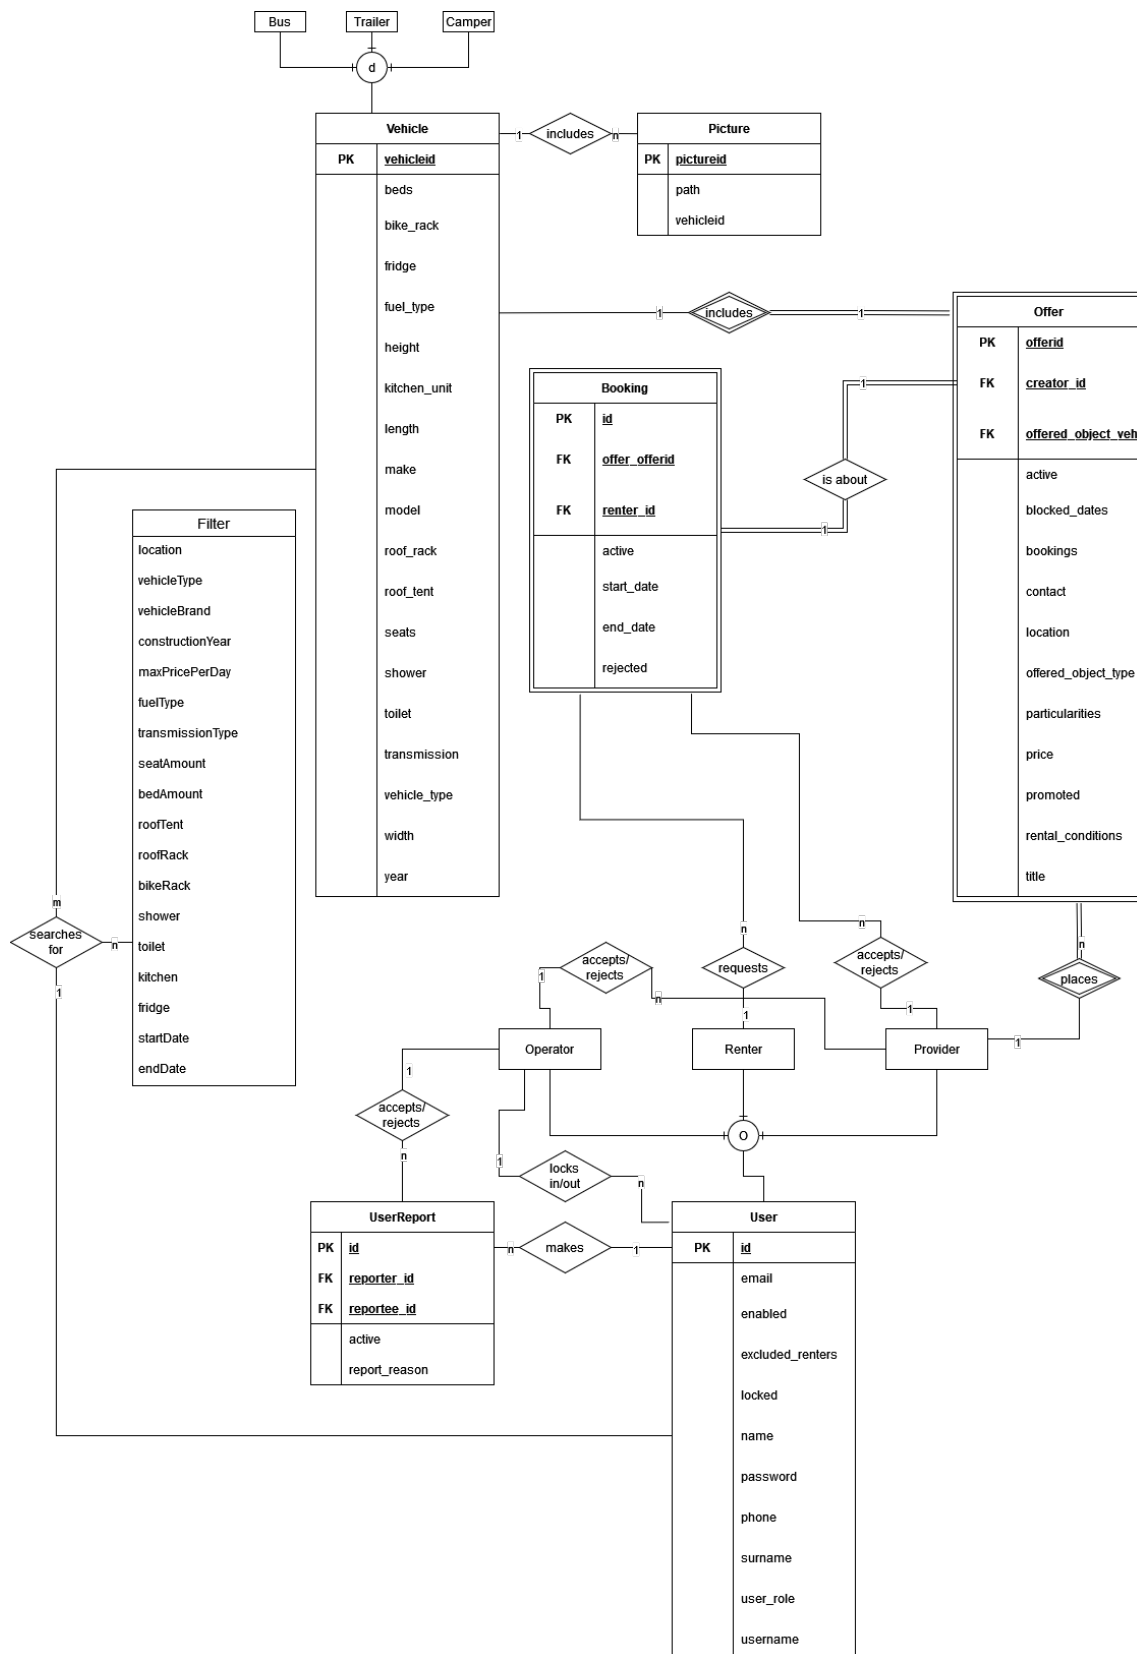 Bus
Trailer
Camper
d
Vehicle
PK vehicleid
beds
bike_rack
fridge
fuel_type
height
kitchen_unit
length
make
model
roof_rack
roof_tent
seats
shower
toilet
transmission
vehicle_type
width
year
1
includes
n
Picture
PK pictureid
path
vehicleid
1
includes
1
Offer
PK offerid
FK creator_id
FK offered_object_veh
active
blocked_dates
bookings
contact
location
offered_object_type
particularities
price
promoted
rental_conditions
title
Booking
PK id
FK offer_offerid
FK renter_id
active
start_date
end_date
rejected
1
is about
1
Filter
location
vehicleType
vehicleBrand
constructionYear
maxPricePerDay
fuelType
transmissionType
seatAmount
bedAmount
roofTent
roofRack
bikeRack
shower
toilet
kitchen
fridge
startDate
endDate
m
searches
for
n
1
1
accepts/
rejects
n
n
requests
1
n
accepts/
rejects
1
n
places
1
Operator
Renter
Provider
O
1
accepts/
rejects
n
1
locks
in/out
n
UserReport
PK id
FK reporter_id
FK reportee_id
active
report_reason
n
makes
1
User
PK id
email
enabled
excluded_renters
locked
name
password
phone
surname
user_role
username